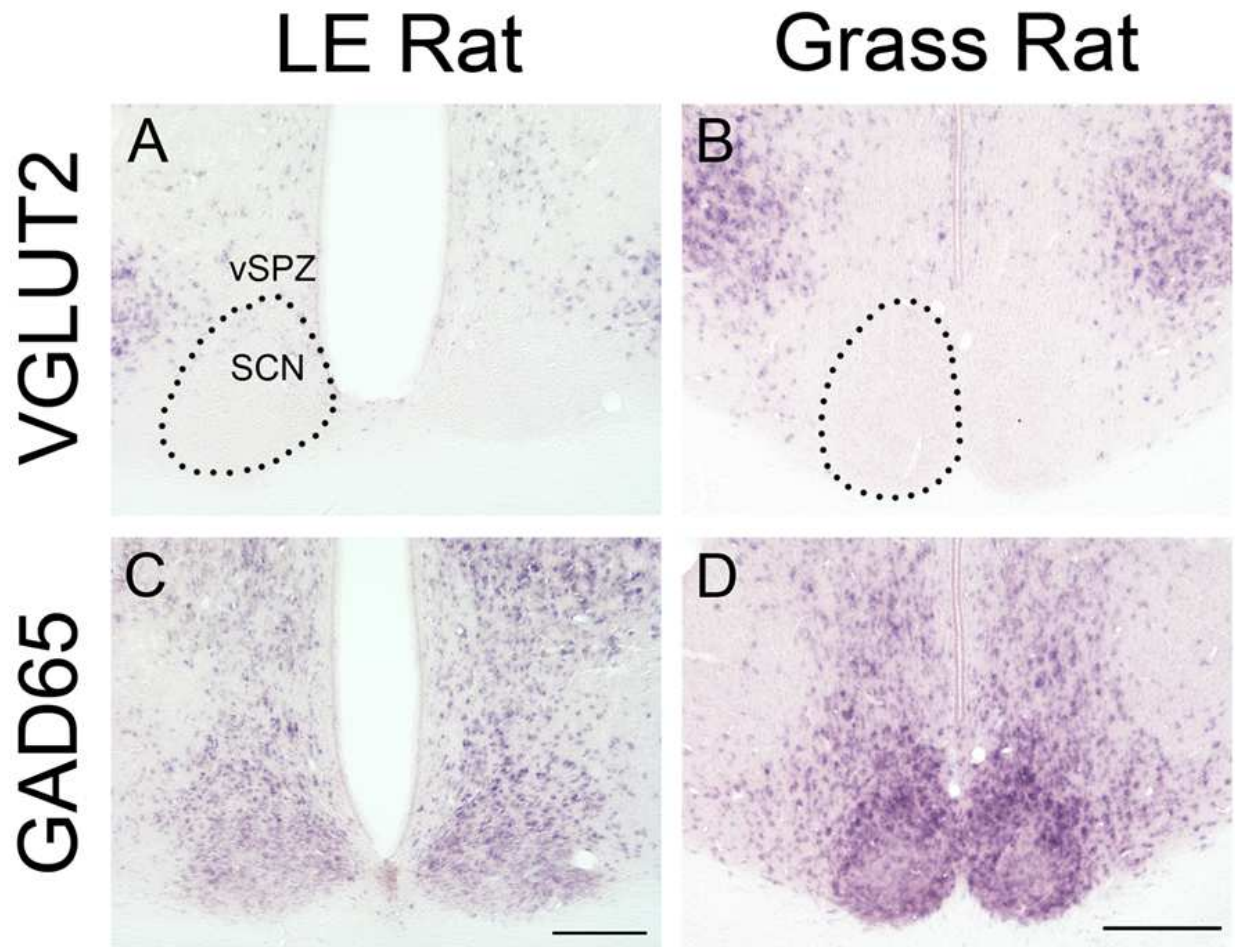 LE Rat
Grass Rat
VGLUT2
A
vSPZ
SCN
B
GAD65
C
D